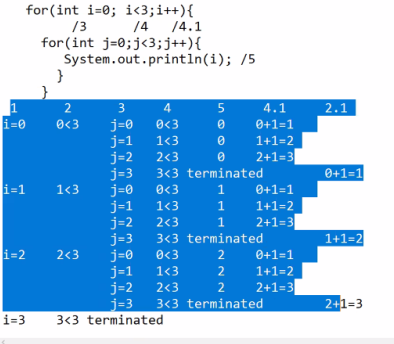 for(int i=0; i<3;i++){
/3 /4 /4.1
for(int j=0;j<3;j++){
System.out.println(i); /5
}
}
1 2 3 4 5 4.1 2.1
i=0 0<3 j=0 0<3 0 0+1=1
j=1 1<3 0 1+1=2
j=2 2<3 0 2+1=3
j=3 3<3 terminated 0+1=1
i=1 1<3 j=0 0<3 1 0+1=1
j=1 1<3 1 1+1=2
j=2 2<3 1 2+1=3
j=3 3<3 terminated 1+1=2
i=2 2<3 j=0 0<3 2 0+1=1
j=1 1<3 2 1+1=2
j=2 2<3 2 2+1=3
j=3 3<3 terminated 2+1=3
i=3 3<3 terminated